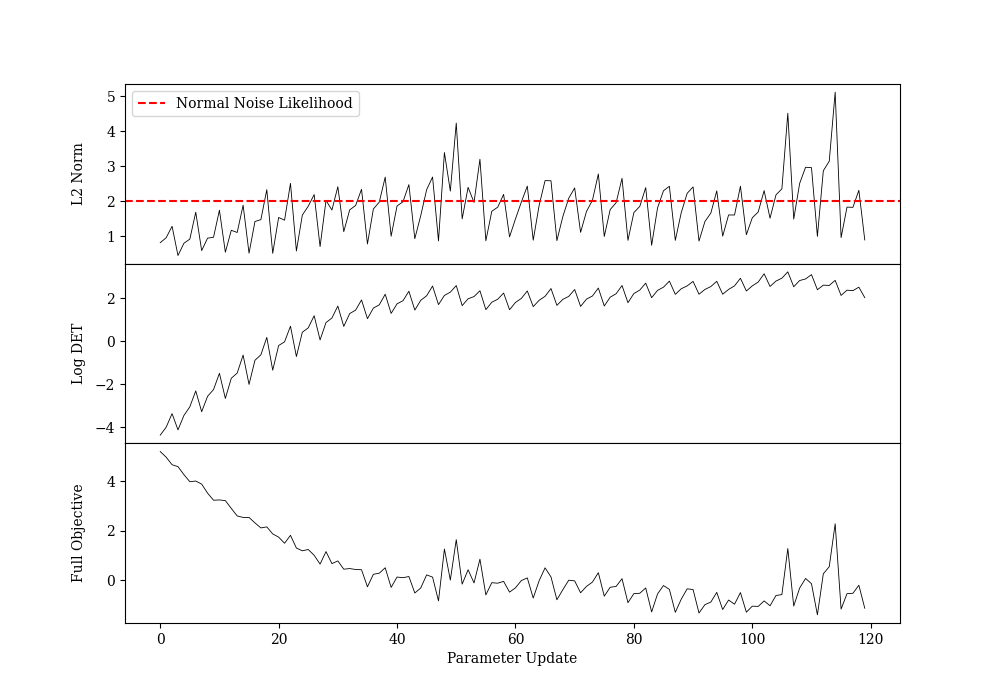 5
4
3
2
1
L2 Norm
Normal Noise Likelihood
2
0
−2
−4
Log DET
4
2
0
Full Objective
0 20 40 60 80 100 120
Parameter Update